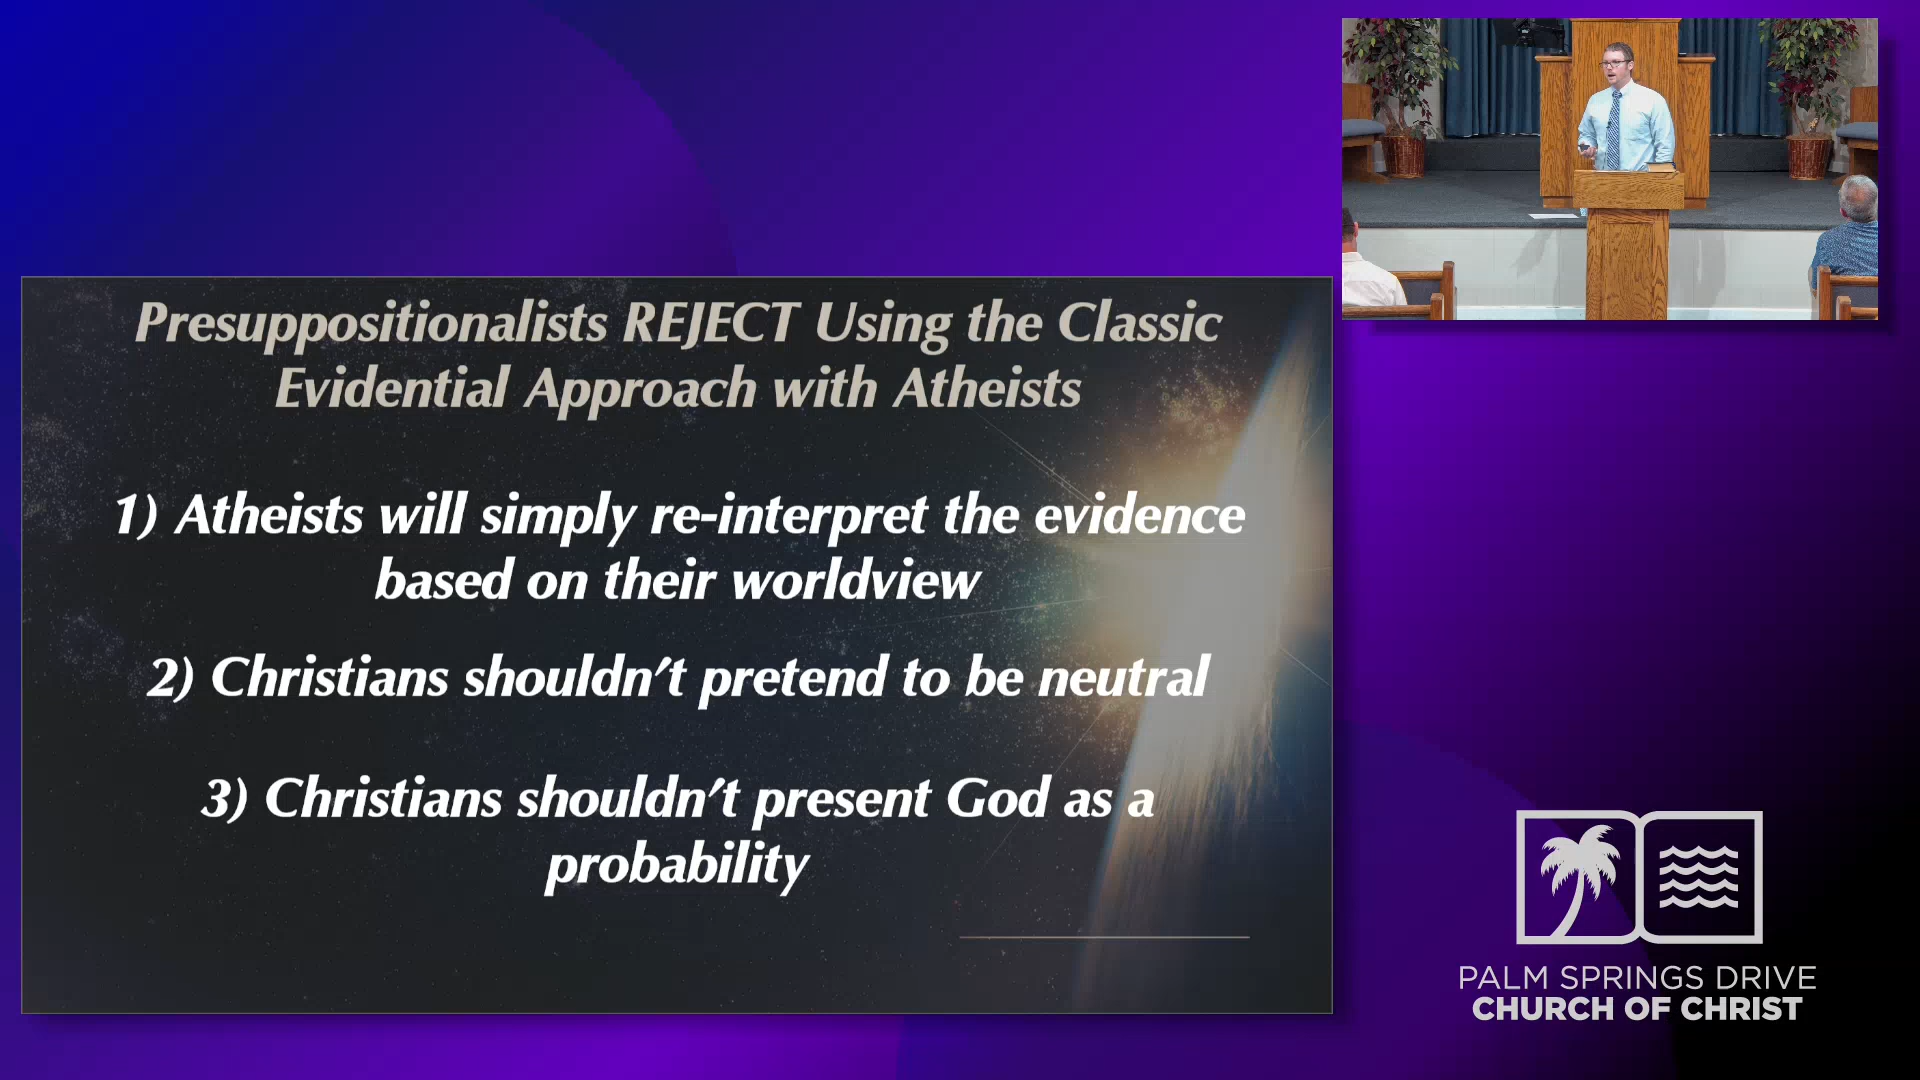 Presuppositionalists REJECT Using the Classic
Evidential Approach with Atheists
1) Atheists will simply re-interpret the evidence
based on their worldview
2) Christians shouldn't pretend to be neutral
3) Christians shouldn't present God as a
probability
PALM SPRINGS DRIVE
CHURCH OF CHRIST